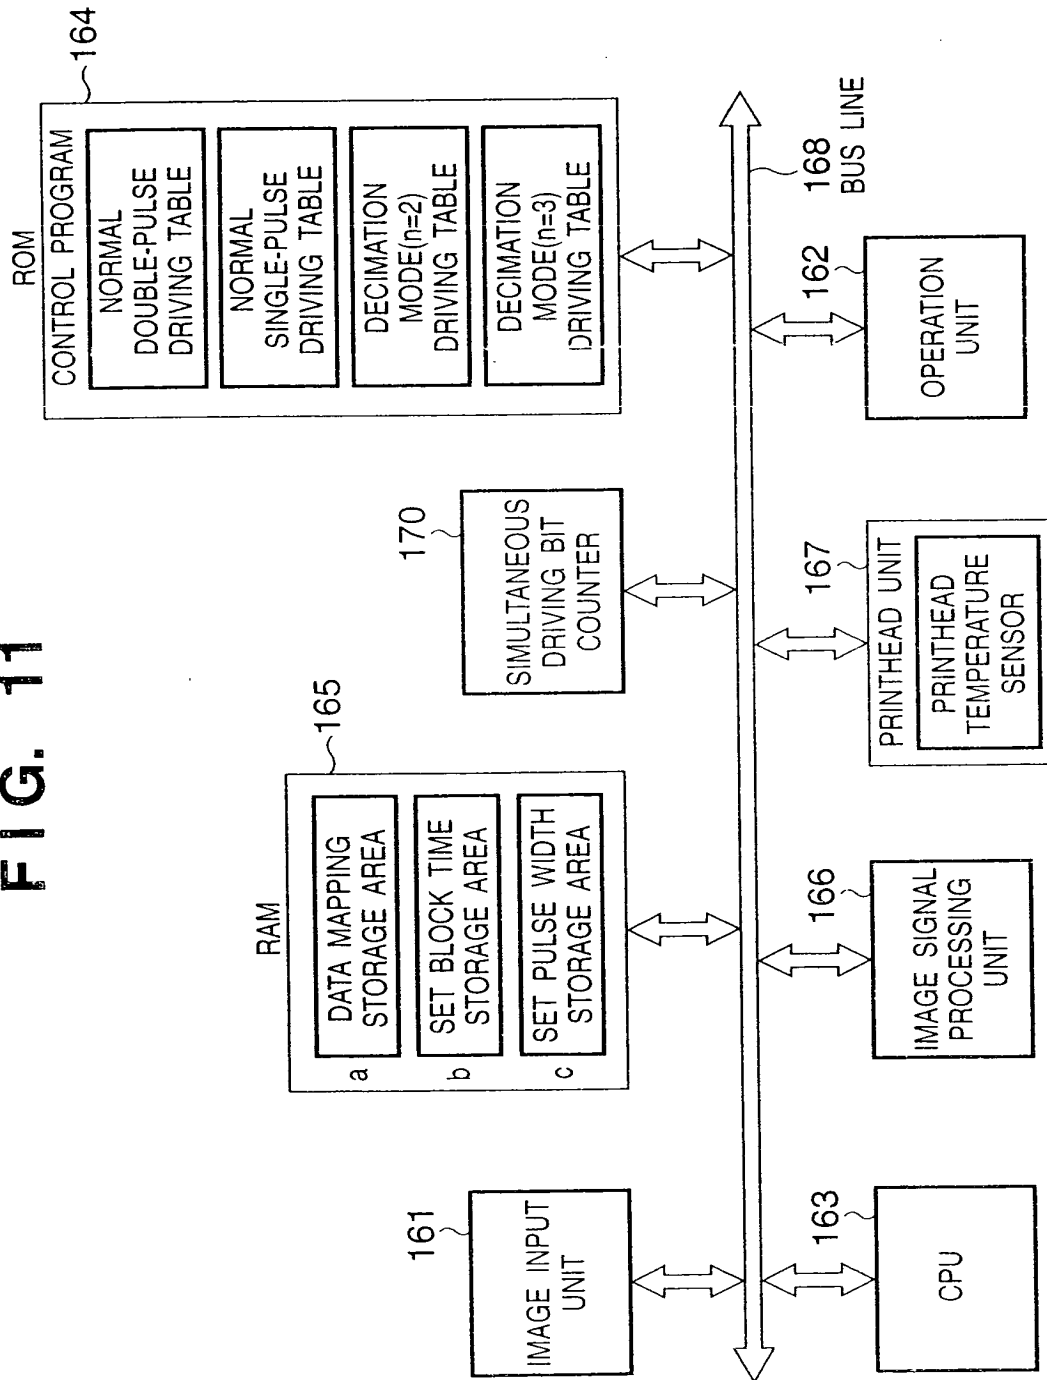 FIG. 11
161
IMAGE INPUT
UNIT
RAM
165
a
DATA MAPPING
STORAGE AREA
b
SET BLOCK TIME
STORAGE AREA
c
SET PULSE WIDTH
STORAGE AREA
170
SIMULTANEOUS
DRIVING BIT
COUNTER
ROM
164
CONTROL PROGRAM
NORMAL
DOUBLE-PULSE
DRIVING TABLE
NORMAL
SINGLE-PULSE
DRIVING TABLE
DECIMATION
MODE(n=2)
DRIVING TABLE
DECIMATION
MODE(n=3)
DRIVING TABLE
168
BUS LINE
163
CPU
166
IMAGE SIGNAL
PROCESSING
UNIT
167
PRINTHEAD UNIT
PRINTHEAD
TEMPERATURE
SENSOR
162
OPERATION
UNIT